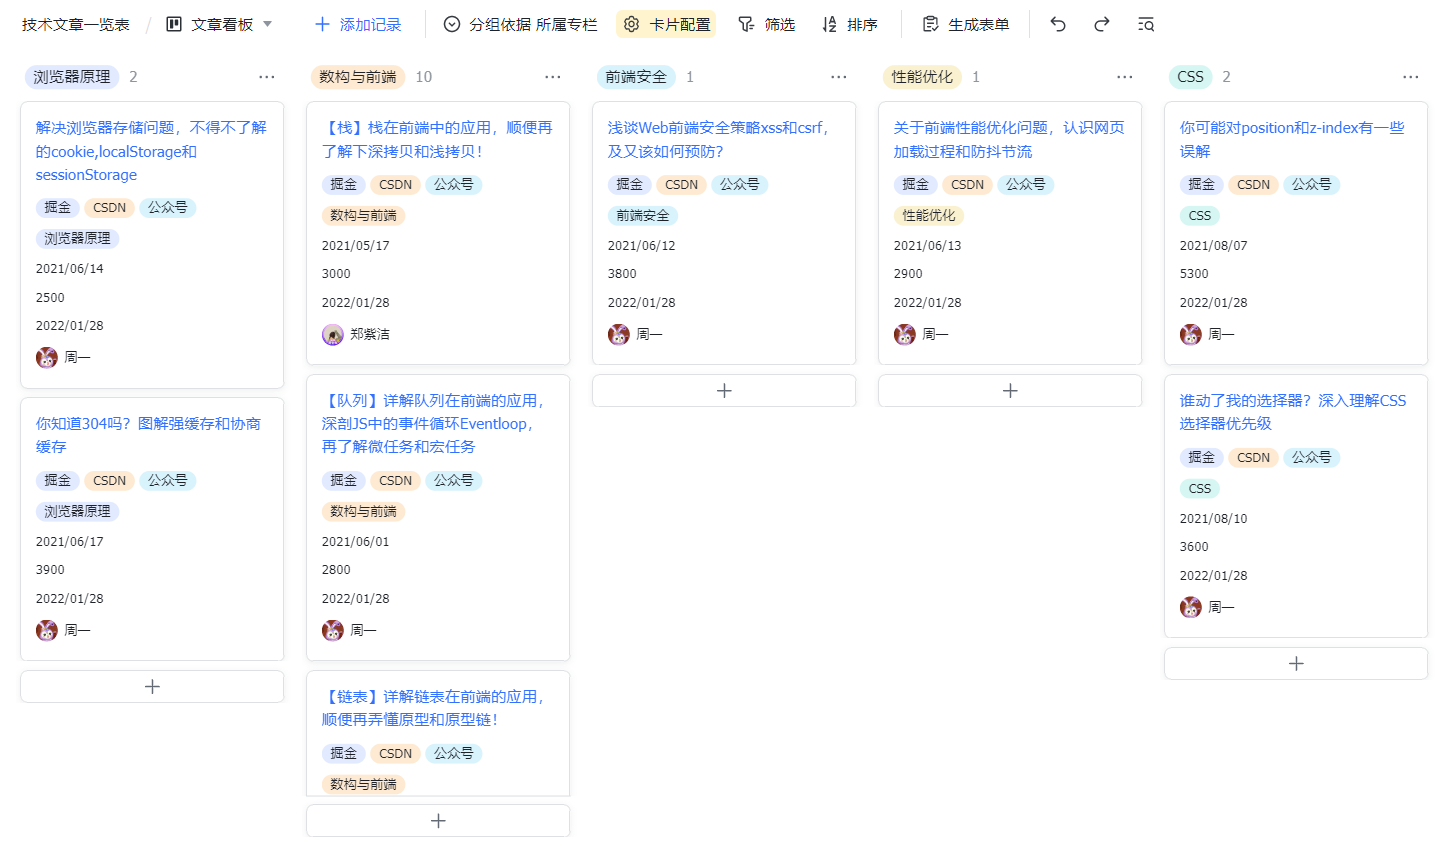 技术文章一览表 / 文章看板 添加记录 分组依据 所属专栏 卡片配置 筛选 排序 生成表单
浏览器原理 2
解决浏览器存储问题，不得不了解
的cookie,localStorage和
sessionStorage
掘金 CSDN 公众号
浏览器原理
2021/06/14
2500
2022/01/28
周一
你知道304吗？图解强缓存和协商
缓存
掘金 CSDN 公众号
浏览器原理
2021/06/17
3900
2022/01/28
周一
数构与前端 10
【栈】栈在前端中的应用，顺便再
了解下深拷贝和浅拷贝！
掘金 CSDN 公众号
数构与前端
2021/05/17
3000
2022/01/28
郑紫洁
【队列】详解队列在前端的应用，
深剖JS中的事件循环Eventloop，
再了解微任务和宏任务
掘金 CSDN 公众号
数构与前端
2021/06/01
2800
2022/01/28
周一
【链表】详解链表在前端的应用，
顺便再弄懂原型和原型链！
掘金 CSDN 公众号
数构与前端
前端安全 1
浅谈Web前端安全策略xss和csrf，
及又该如何预防？
掘金 CSDN 公众号
前端安全
2021/06/12
3800
2022/01/28
周一
性能优化 1
关于前端性能优化问题，认识网页
加载过程和防抖节流
掘金 CSDN 公众号
性能优化
2021/06/13
2900
2022/01/28
周一
CSS 2
你可能对position和z-index有一些
误解
掘金 CSDN 公众号
CSS
2021/08/07
5300
2022/01/28
周一
谁动了我的选择器？深入理解CSS
选择器优先级
掘金 CSDN 公众号
CSS
2021/08/10
3600
2022/01/28
周一